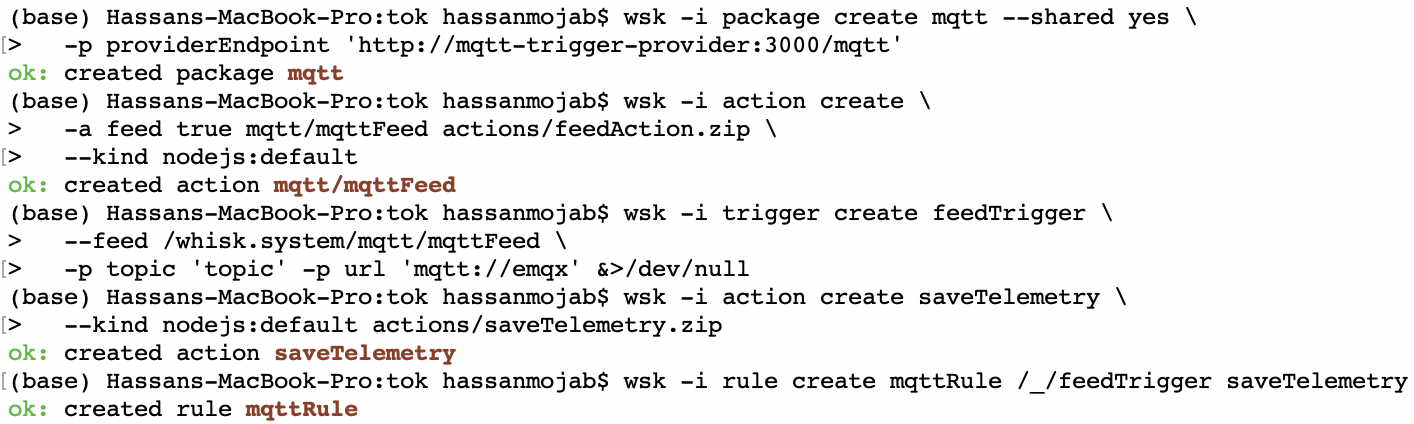 (base) Hassans-MacBook-Pro:tok hassanmojab$ wsk -i package create mqtt --shared yes \
[>   -p providerEndpoint 'http://mqtt-trigger-provider:3000/mqtt'
ok: created package mqtt
(base) Hassans-MacBook-Pro:tok hassanmojab$ wsk -i action create \
>   -a feed true mqtt/mqttFeed actions/feedAction.zip \
[>   --kind nodejs:default
ok: created action mqtt/mqttFeed
(base) Hassans-MacBook-Pro:tok hassanmojab$ wsk -i trigger create feedTrigger \
>   --feed /whisk.system/mqtt/mqttFeed \
[>   -p topic 'topic' -p url 'mqtt://emqx' &>/dev/null
(base) Hassans-MacBook-Pro:tok hassanmojab$ wsk -i action create saveTelemetry \
[>   --kind nodejs:default actions/saveTelemetry.zip
ok: created action saveTelemetry
[(base) Hassans-MacBook-Pro:tok hassanmojab$ wsk -i rule create mqttRule /_/feedTrigger saveTelemetry
ok: created rule mqttRule